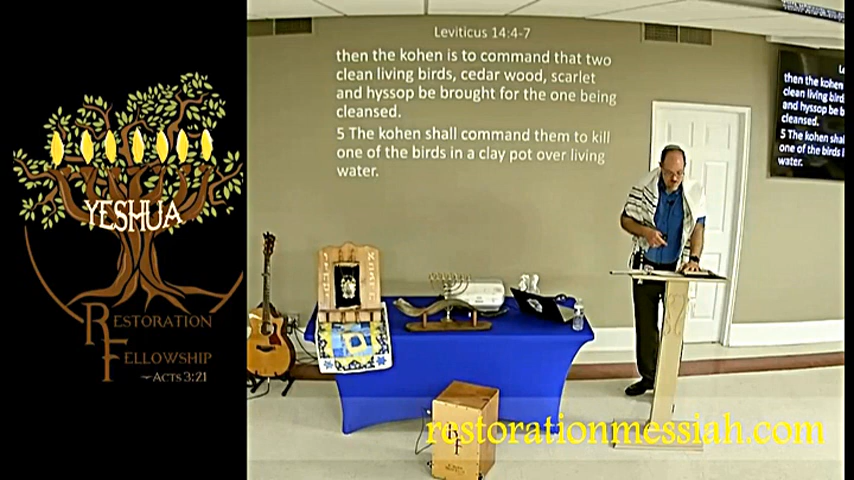 YESHUA
RESTORATION
FELLOWSHIP
ACTS 3:21
Leviticus 14:4-7
then the kohen is to command that two
clean living birds, cedar wood, scarlet
and hyssop be brought for the one being
cleansed.
5 The kohen shall command them to kill
one of the birds in a clay pot over living
water.
then the kohen
clean living bird
and hyssop be b
cleansed.
5 The kohen shal
one of the birds in
water.
R F
restorationmessiah.com